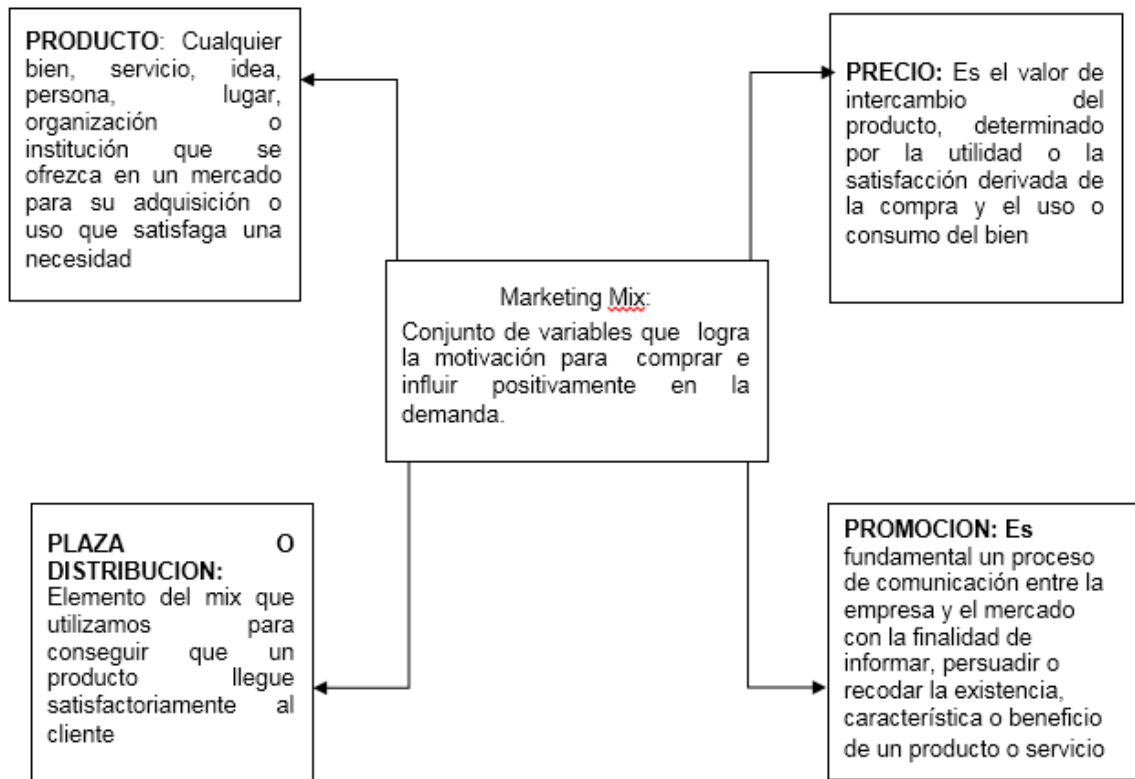 PRODUCTO: Cualquier
bien, servicio, idea,
persona, lugar,
organización o
institución que se
ofrezca en un mercado
para su adquisición o
uso que satisfaga una
necesidad
PRECIO: Es el valor de
intercambio del
producto, determinado
por la utilidad o la
satisfacción derivada de
la compra y el uso o
consumo del bien
Marketing Mix:
Conjunto de variables que logra
la motivación para comprar e
influir positivamente en la
demanda.
PLAZA O
DISTRIBUCION:
Elemento del mix que
utilizamos para
conseguir que un
producto llegue
satisfactoriamente al
cliente
PROMOCION: Es
fundamental un proceso
de comunicación entre la
empresa y el mercado
con la finalidad de
informar, persuadir o
recodar la existencia,
característica o beneficio
de un producto o servicio